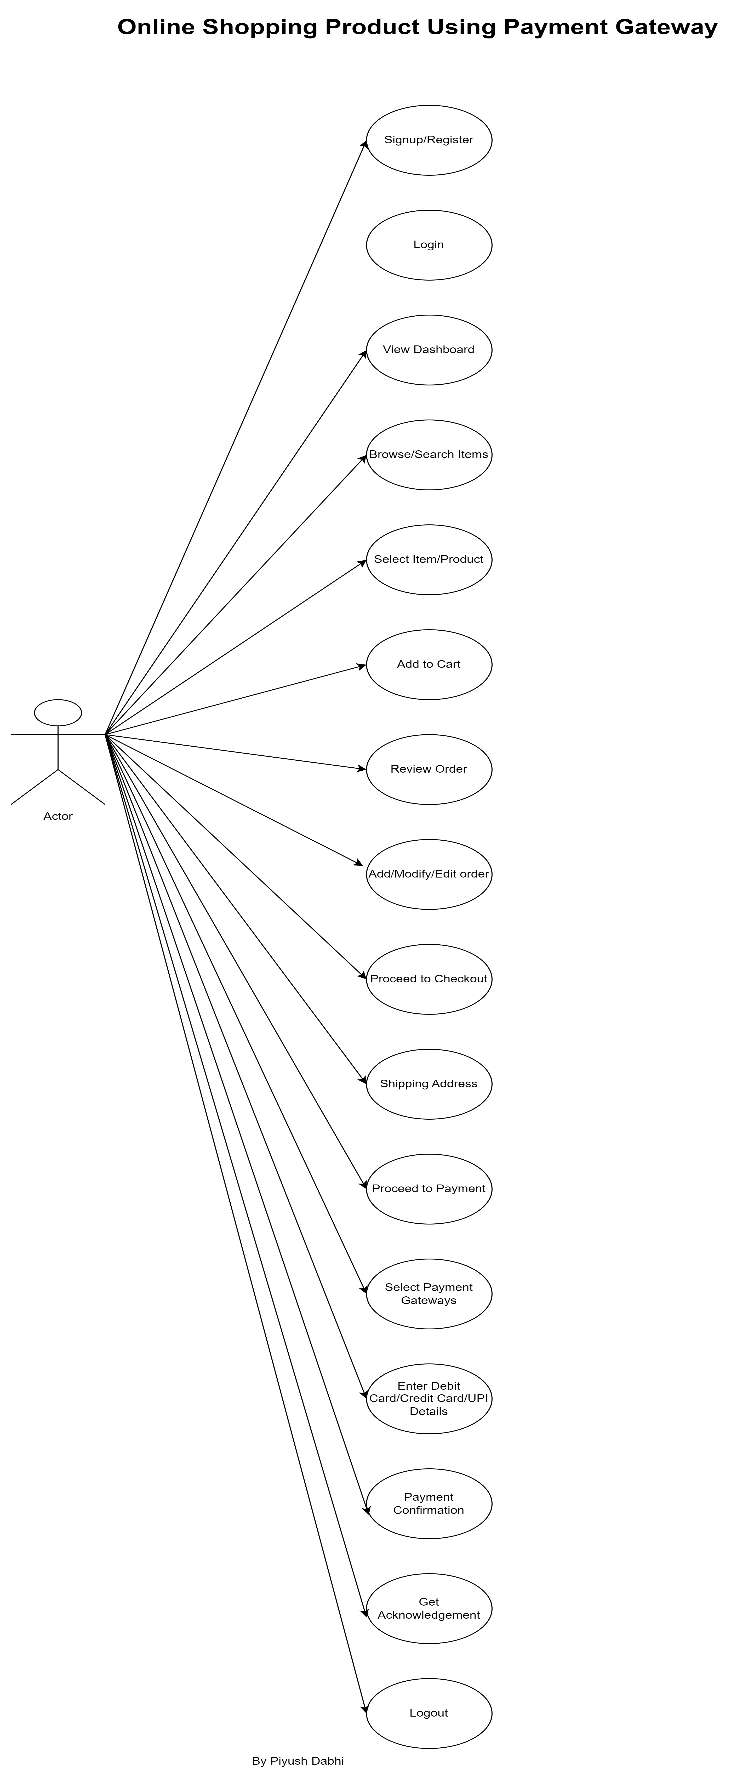 Online Shopping Product Using Payment Gateway
Signup/Register
Login
View Dashboard
Browse/Search Items
Select Item/Product
Add to Cart
Actor
Review Order
Add/Modify/Edit order
Proceed to Checkout
Shipping Address
Proceed to Payment
Select Payment
Gateways
Enter Debit
Card/Credit Card/UPI
Details
Payment
Confirmation
Get
Acknowledgement
Logout
By Piyush Dabhi